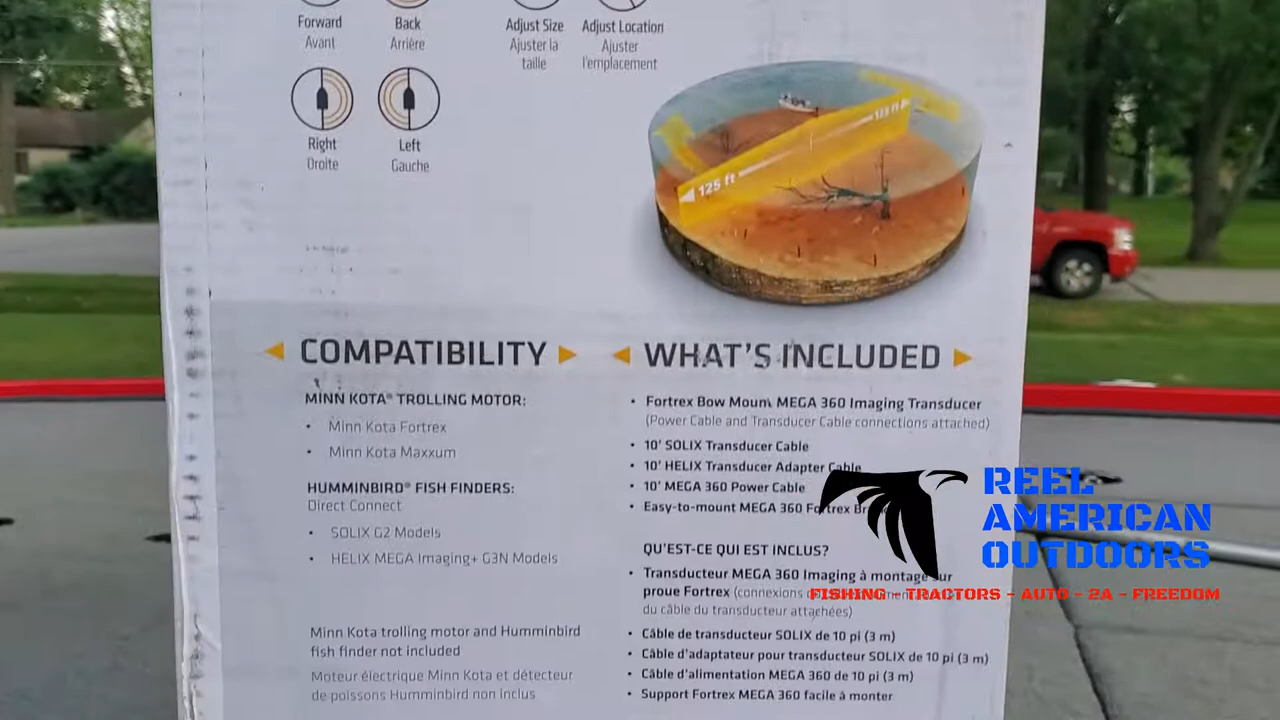 Forward
Avant
Back
Arrière
Adjust Size
Ajuster la
taille
Adjust Location
Ajuster
l'emplacement
Right
Droite
Left
Gauche
125 ft
125 ft
COMPATIBILITY
MINN KOTA® TROLLING MOTOR:
• Minn Kota Fortrex
• Minn Kota Maxxum
HUMMINBIRD® FISH FINDERS:
Direct Connect
• SOLIX G2 Models
• HELIX MEGA Imaging+ G3N Models
Minn Kota trolling motor and Humminbird
fish finder not included
Moteur électrique Minn Kota et détecteur
de poissons Humminbird non inclus
WHAT'S INCLUDED
• Fortrex Bow Mount MEGA 360 Imaging Transducer
(Power Cable and Transducer Cable connections attached)
• 10' SOLIX Transducer Cable
• 10' HELIX Transducer Adapter Cable
• 10' MEGA 360 Power Cable
• Easy-to-mount MEGA 360 Fortrex
QU'EST-CE QUI EST INCLUS?
• Transducteur MEGA 360 Imaging à montage sur
proue Fortrex (connexions
du câble du transducteur attachées)
• Câble de transducteur SOLIX de 10 pi (3 m)
• Câble d'adaptateur pour transducteur SOLIX de 10 pi (3 m)
• Câble d'alimentation MEGA 360 de 10 pi (3 m)
• Support Fortrex MEGA 360 facile à monter
REEL
AMERICAN
OUTDOORS
FISHING - TRACTORS - AUTO - 2A - FREEDOM